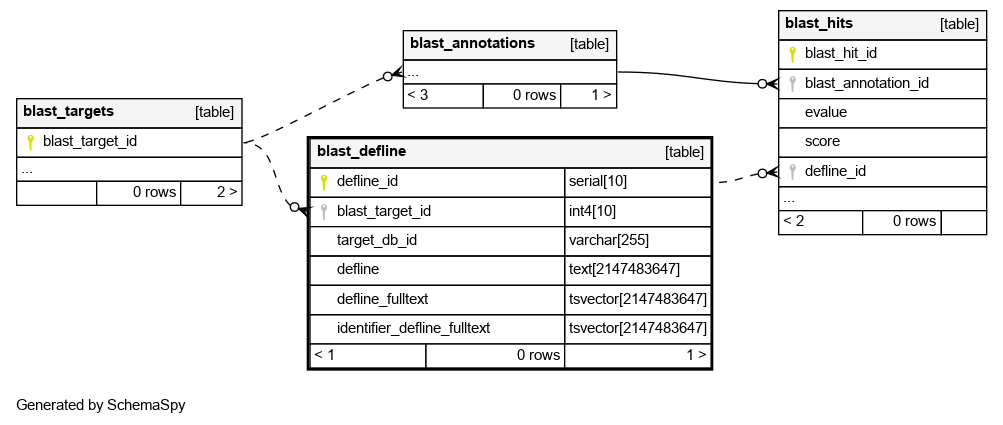 blast_hits [table]
blast_hit_id
blast_annotation_id
evalue
score
defline_id
...
< 2 0 rows
blast_annotations [table]
...
< 3 0 rows 1 >
blast_targets [table]
blast_target_id
...
0 rows 2 >
blast_defline [table]
defline_id serial[10]
blast_target_id int4[10]
target_db_id varchar[255]
defline text[2147483647]
defline_fulltext tsvector[2147483647]
identifier_defline_fulltext tsvector[2147483647]
< 1 0 rows 1 >
Generated by SchemaSpy